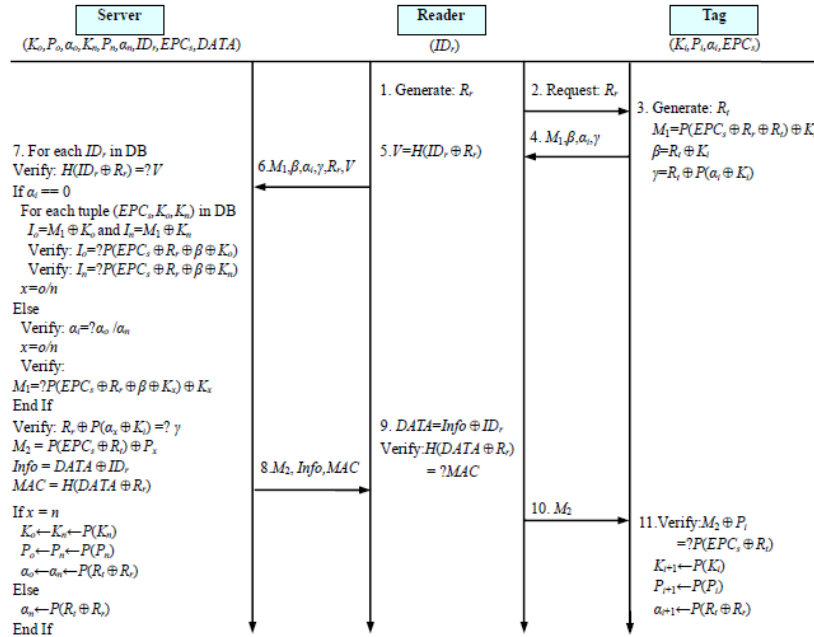 Server
Reader
Tag
(K₀,P₀,α₀,Kₙ,Pₙ,αₙ,IDᵣ,EPCₛ,DATA)
(IDᵣ)
(Kᵢ,Pᵢ,αᵢ,EPCₛ)
1. Generate: Rᵣ
2. Request: Rᵣ
3. Generate: Rₜ
M₁=P(EPCₛ⊕Rᵣ⊕Rₜ)⊕K
β=Rₜ⊕Kᵢ
γ=Rₜ⊕P(αᵢ⊕Kᵢ)
4. M₁,β,αᵢ,γ
5.V=H(IDᵣ⊕Rᵣ)
6.M₁,β,αᵢ,γ,Rᵣ,V
7. For each IDᵣ in DB
Verify: H(IDᵣ⊕Rᵣ) =? V
If αᵢ == 0
For each tuple (EPCₛ,Kₒ,Kₙ) in DB
Iₒ=M₁⊕Kₒ and Iₙ=M₁⊕Kₙ
Verify: Iₒ=?P(EPCₛ⊕Rᵣ⊕β⊕Kₒ)
Verify: Iₙ=?P(EPCₛ⊕Rᵣ⊕β⊕Kₙ)
x=o/n
Else
Verify: αᵢ=?αₒ /αₙ
x=o/n
Verify:
M₁=?P(EPCₛ⊕Rᵣ⊕β⊕Kₓ)⊕Kₓ
End If
Verify: Rᵣ⊕P(αₓ⊕Kᵢ) =? γ
M₂ = P(EPCₛ⊕Rₜ)⊕Pₓ
Info = DATA⊕IDᵣ
MAC = H(DATA⊕Rᵣ)
8.M₂, Info,MAC
9. DATA=Info⊕IDᵣ
Verify:H(DATA⊕Rᵣ)
= ?MAC
10. M₂
11.Verify:M₂⊕Pᵢ
=?P(EPCₛ⊕Rₜ)
Kᵢ₊₁←P(Kᵢ)
Pᵢ₊₁←P(Pᵢ)
αᵢ₊₁←P(Rₜ⊕Rᵣ)
If x = n
Kₒ←Kₙ←P(Kₙ)
Pₒ←Pₙ←P(Pₙ)
αₒ←αₙ←P(Rₜ⊕Rᵣ)
Else
αₙ←P(Rₜ⊕Rᵣ)
End If